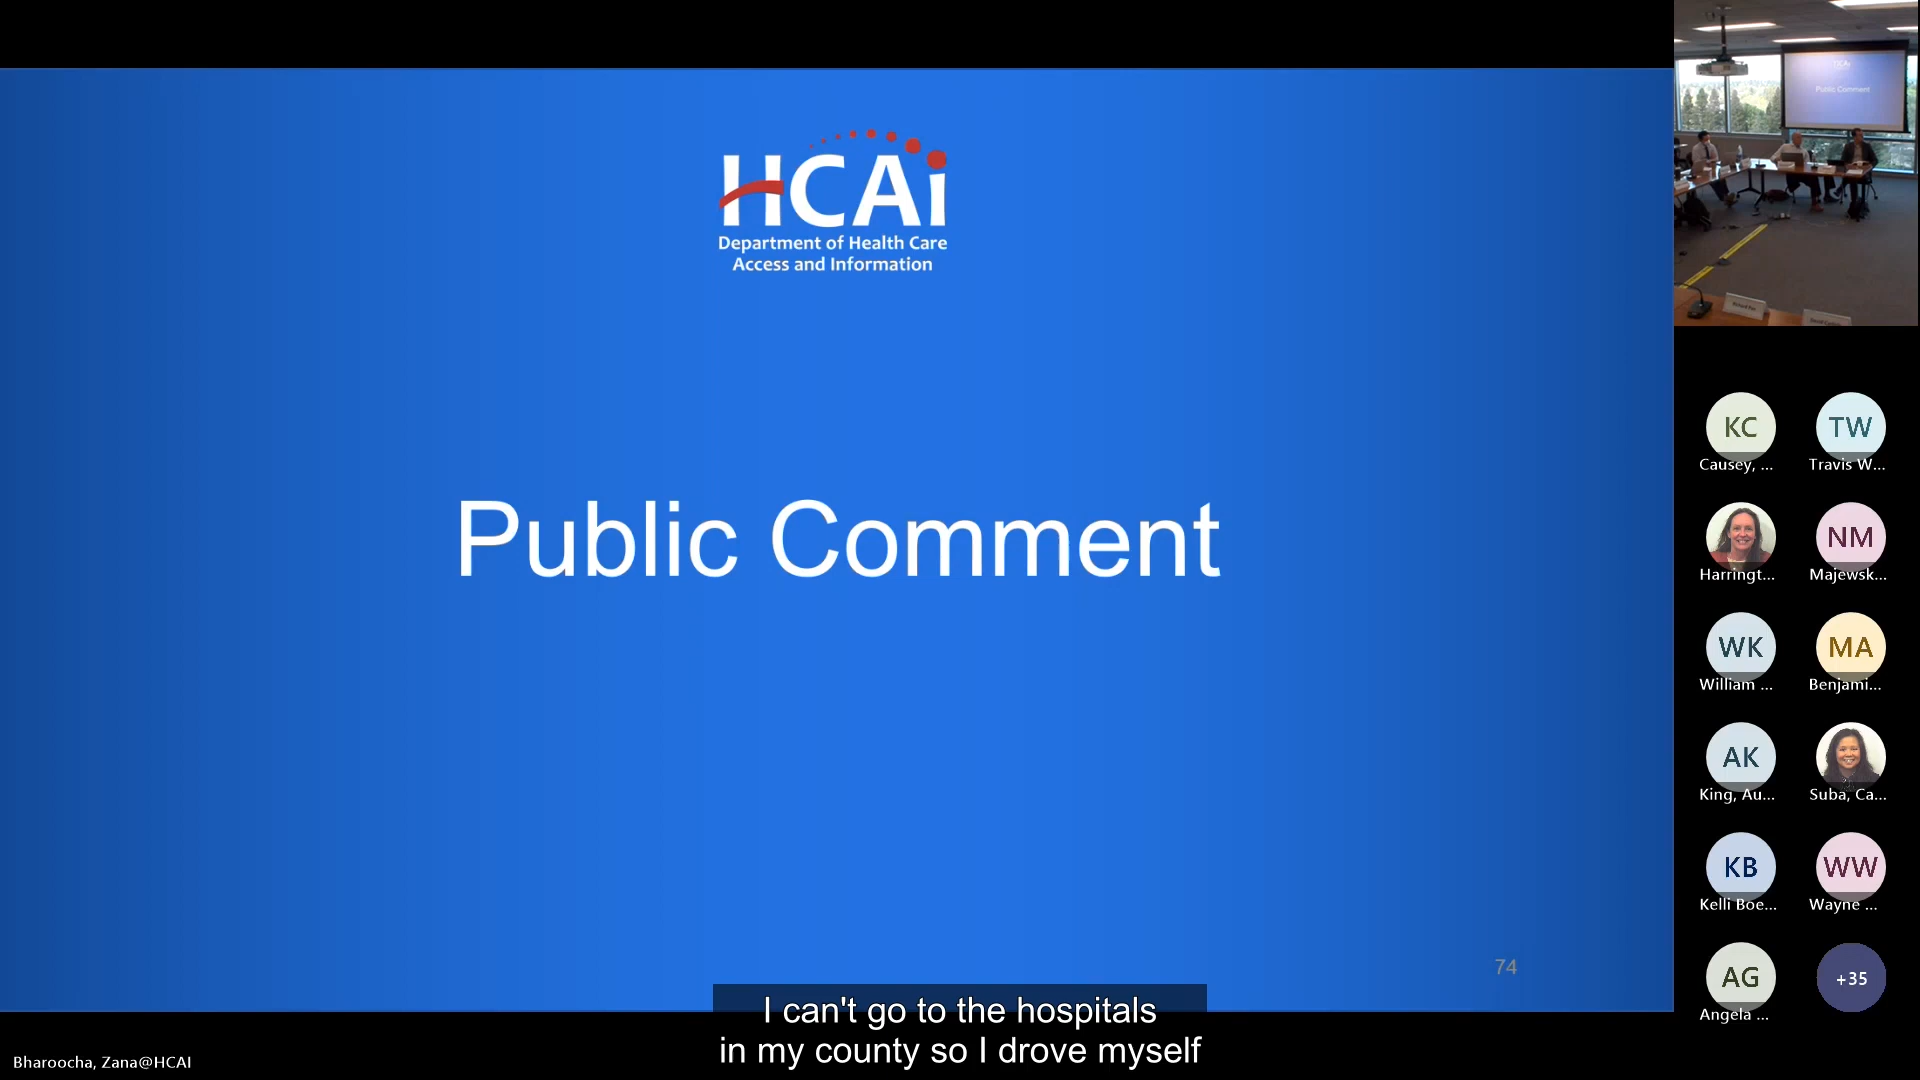 HCAi
Department of Health Care
Access and Information
Public Comment
74
I can't go to the hospitals
in my county so I drove myself
Bharoocha, Zana@HCAI
Public Comment
KC
Causey, ...
TW
Travis W...
Harringt...
NM
Majewsk...
WK
William ...
MA
Benjami...
AK
King, Au...
Suba, Ca...
KB
Kelli Boe...
WW
Wayne ...
AG
Angela ...
+35